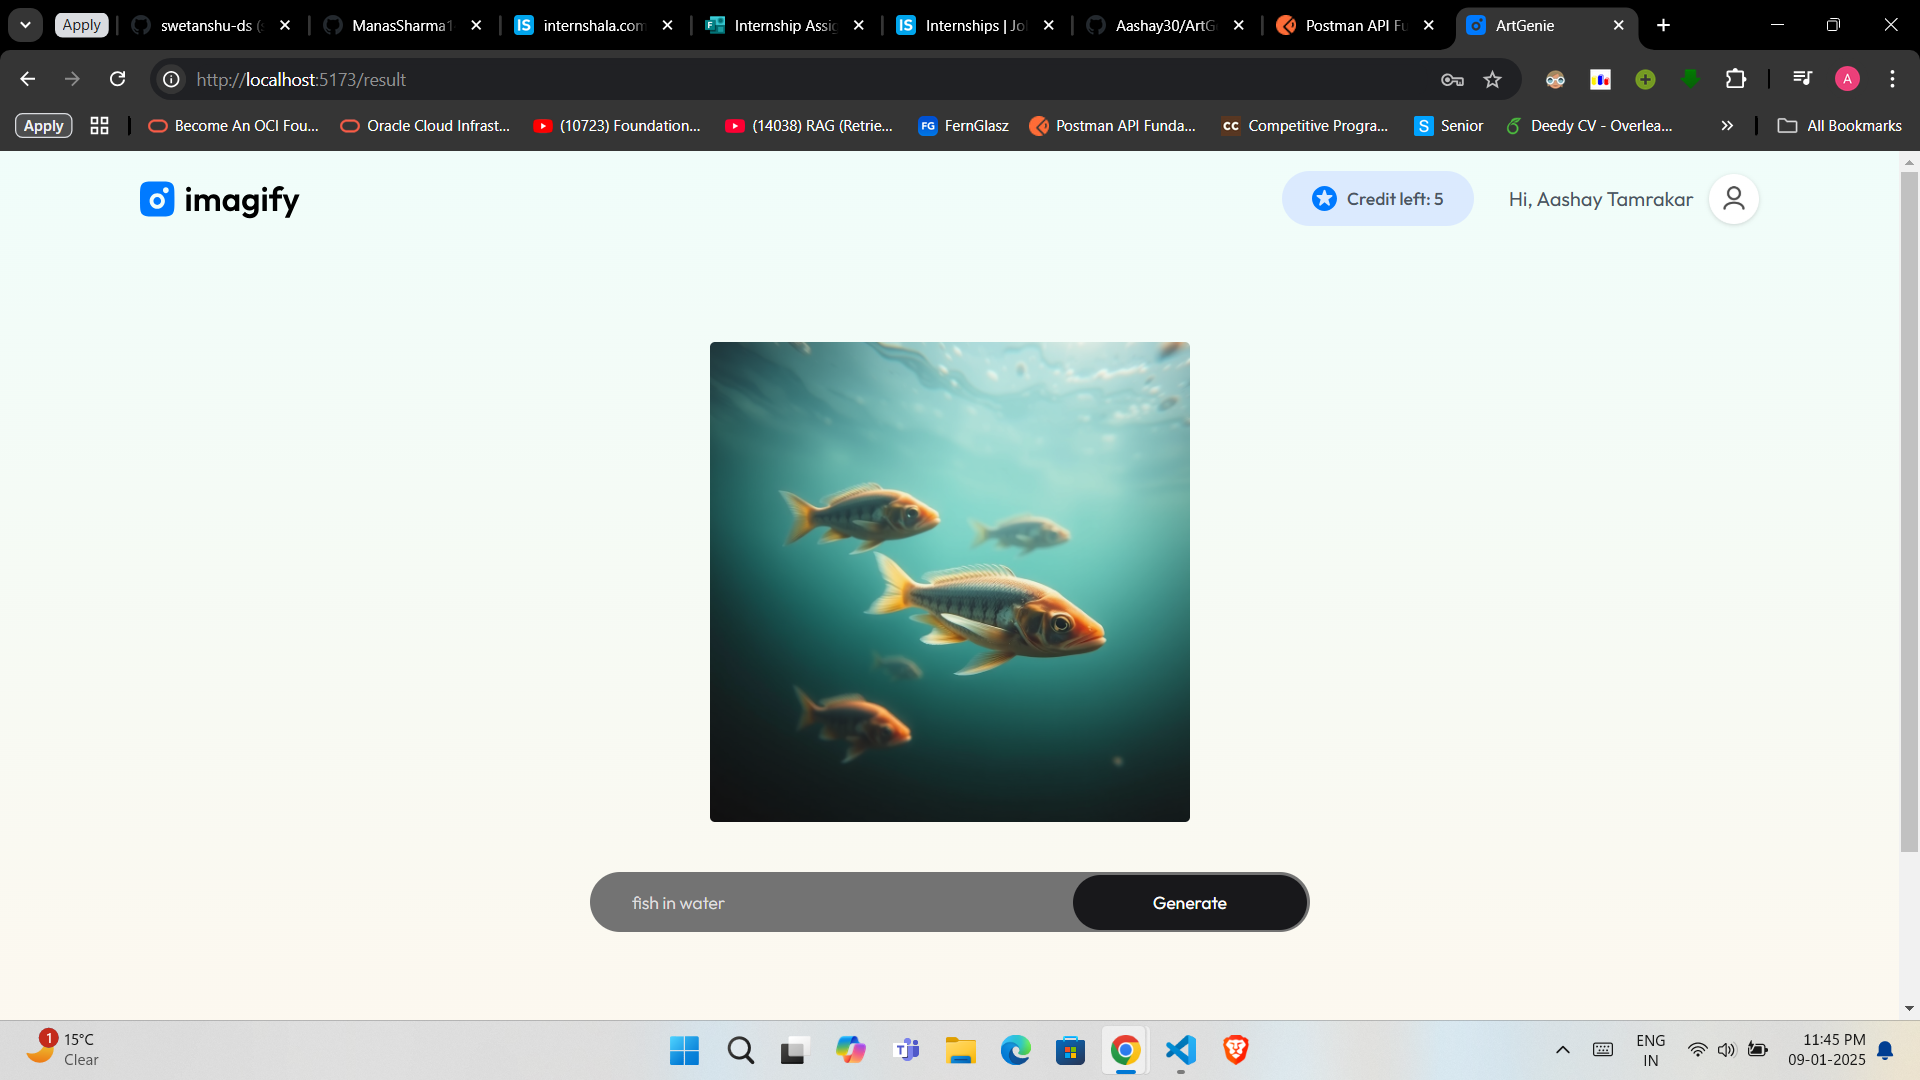 Apply
swetanshu-ds (s
ManasSharma1
internshala.com
Internship Assig
Internships | Jo
Aashay30/ArtG
Postman API Fu
ArtGenie
http://localhost:5173/result
A
Apply
Become An OCI Fou...
Oracle Cloud Infrast...
(10723) Foundation...
(14038) RAG (Retrie...
FG FernGlasz
Postman API Funda...
CC Competitive Progra...
S Senior
Deedy CV - Overlea...
All Bookmarks
imagify
Credit left: 5
Hi, Aashay Tamrakar
fish in water
Generate
1
15°C
Clear
ENG
IN
11:45 PM
09-01-2025